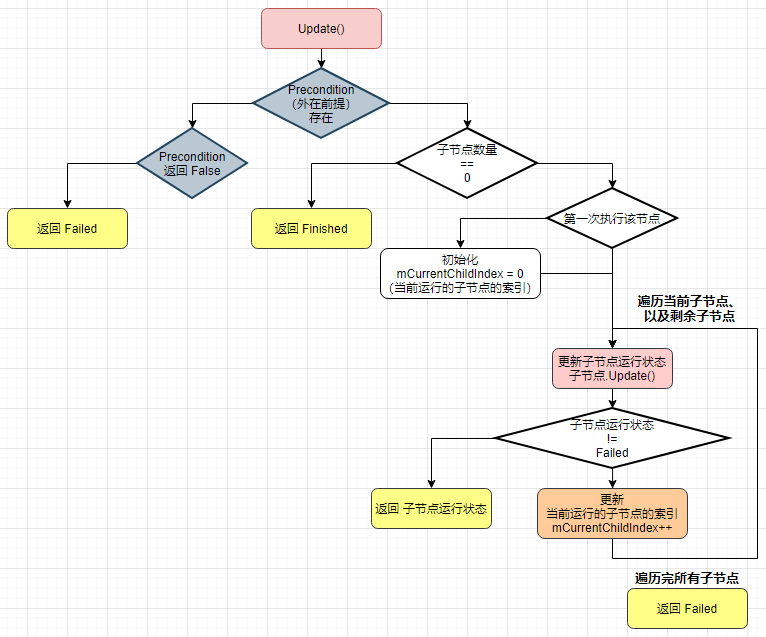 Update()
Precondition
（外在前提）
存在
Precondition
返回 False
子节点数量
==
0
返回 Failed
返回 Finished
第一次执行该节点
初始化
mCurrentChildIndex = 0
（当前运行的子节点的索引）
遍历当前子节点、
以及剩余子节点
更新子节点运行状态
子节点.Update()
子节点运行状态
!=
Failed
返回 子节点运行状态
更新
当前运行的子节点的索引
mCurrentChildIndex++
遍历完所有子节点
返回 Failed